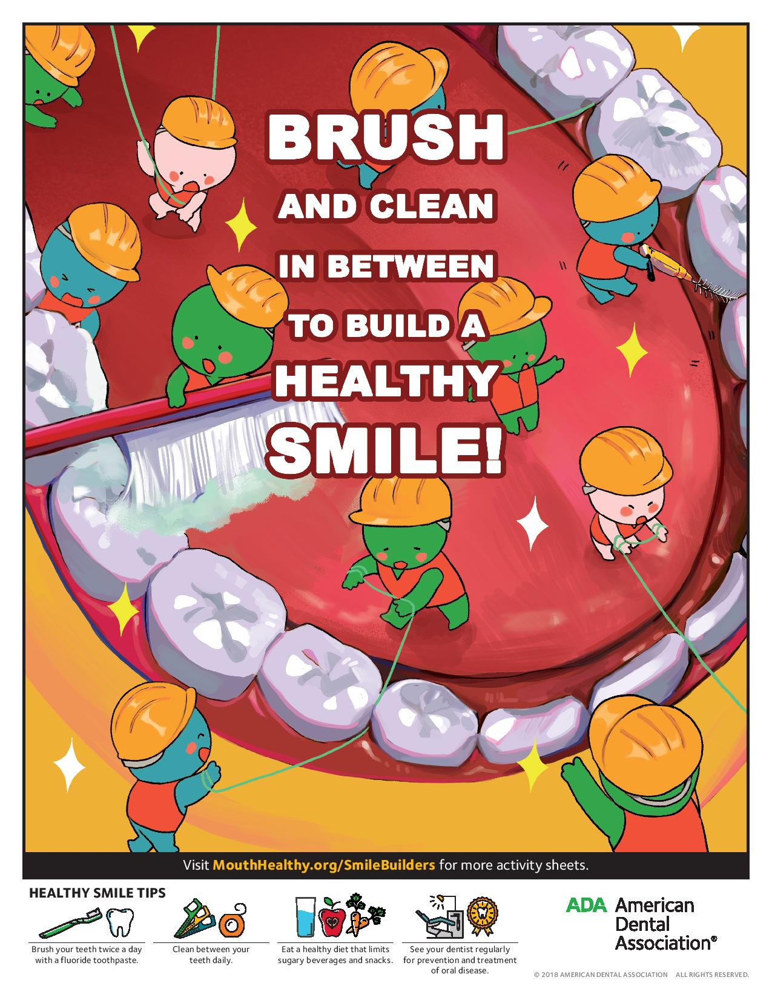 BRUSH
AND CLEAN
IN BETWEEN
TO BUILD A
HEALTHY
SMILE!
Visit MouthHealthy.org/SmileBuilders for more activity sheets.
HEALTHY SMILE TIPS
Brush your teeth twice a day
with a fluoride toothpaste.
Clean between your
teeth daily.
Eat a healthy diet that limits
sugary beverages and snacks.
See your dentist regularly
for prevention and treatment
of oral disease.
ADA American
Dental
Association®
© 2018 AMERICAN DENTAL ASSOCIATION ALL RIGHTS RESERVED.